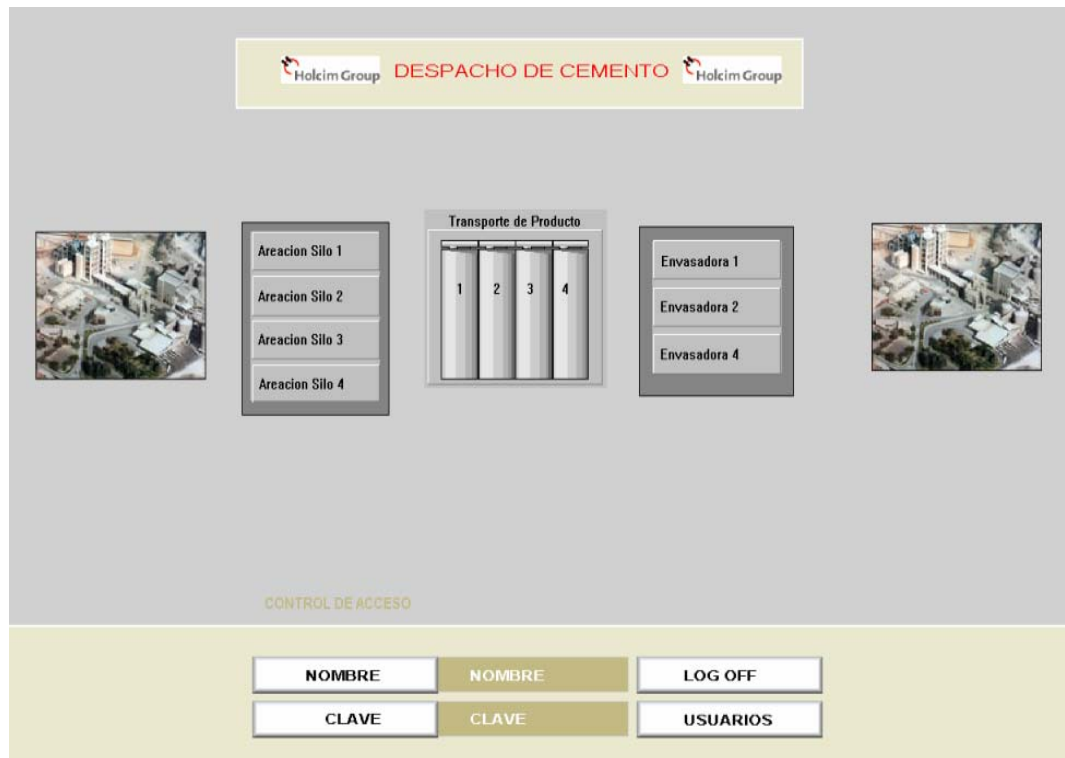 Holcim Group DESPACHO DE CEMENTO Holcim Group
Transporte de Producto
Areacion Silo 1
Areacion Silo 2
Areacion Silo 3
Areacion Silo 4
1 2 3 4
Envasadora 1
Envasadora 2
Envasadora 4
CONTROL DE ACCESO
NOMBRE NOMBRE LOG OFF
CLAVE CLAVE USUARIOS